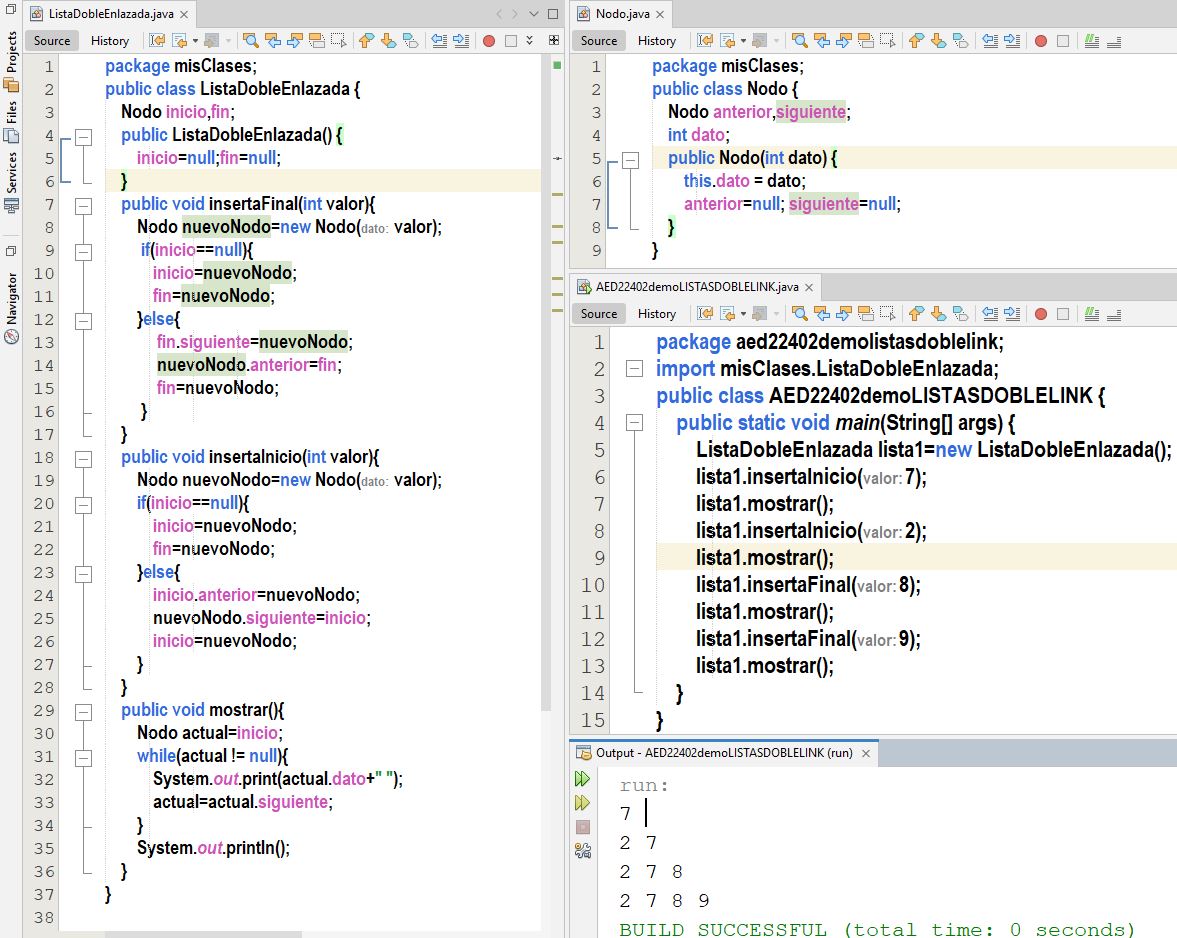 Projects
Files
Services
Navigator
ListaDobleEnlazada.java
Source History
1 package misClases;
2 public class ListaDobleEnlazada {
3 Nodo inicio,fin;
4 public ListaDobleEnlazada() {
5 inicio=null;fin=null;
6 }
7 public void insertaFinal(int valor){
8 Nodo nuevoNodo=new Nodo(dato: valor);
9 if(inicio==null){
10 inicio=nuevoNodo;
11 fin=nuevoNodo;
12 }else{
13 fin.siguiente=nuevoNodo;
14 nuevoNodo.anterior=fin;
15 fin=nuevoNodo;
16 }
17 }
18 public void insertaInicio(int valor){
19 Nodo nuevoNodo=new Nodo(dato: valor);
20 if(inicio==null){
21 inicio=nuevoNodo;
22 fin=nuevoNodo;
23 }else{
24 inicio.anterior=nuevoNodo;
25 nuevoNodo.siguiente=inicio;
26 inicio=nuevoNodo;
27 }
28 }
29 public void mostrar(){
30 Nodo actual=inicio;
31 while(actual != null){
32 System.out.print(actual.dato+" ");
33 actual=actual.siguiente;
34 }
35 System.out.println();
36 }
37 }
38
Nodo.java
Source History
1 package misClases;
2 public class Nodo {
3 Nodo anterior,siguiente;
4 int dato;
5 public Nodo(int dato) {
6 this.dato = dato;
7 anterior=null; siguiente=null;
8 }
9 }
AED22402demoLISTASDOBLELINK.java
Source History
1 package aed22402demolistasdoblelink;
2 import misClases.ListaDobleEnlazada;
3 public class AED22402demoLISTASDOBLELINK {
4 public static void main(String[] args) {
5 ListaDobleEnlazada lista1=new ListaDobleEnlazada();
6 lista1.insertaInicio(valor: 7);
7 lista1.mostrar();
8 lista1.insertaInicio(valor: 2);
9 lista1.mostrar();
10 lista1.insertaFinal(valor: 8);
11 lista1.mostrar();
12 lista1.insertaFinal(valor: 9);
13 lista1.mostrar();
14 }
15 }
Output - AED22402demoLISTASDOBLELINK (run)
run:
7
2 7
2 7 8
2 7 8 9
BUILD SUCCESSFUL (total time: 0 seconds)